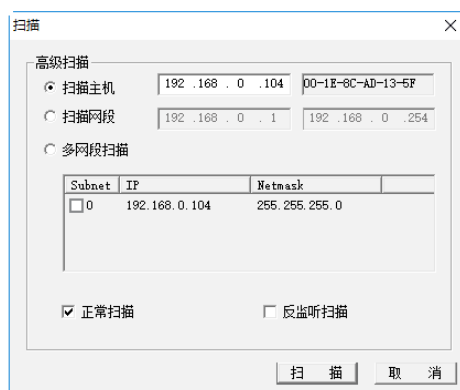 扫描
高级扫描
扫描主机 192 .168 . 0 .104 00-1E-8C-AD-13-5F
扫描网段 192 .168 . 0 . 1 192 .168 . 0 .254
多网段扫描
Subnet IP Netmask
0 192.168.0.104 255.255.255.0
正常扫描 反监听扫描
扫 描 取 消